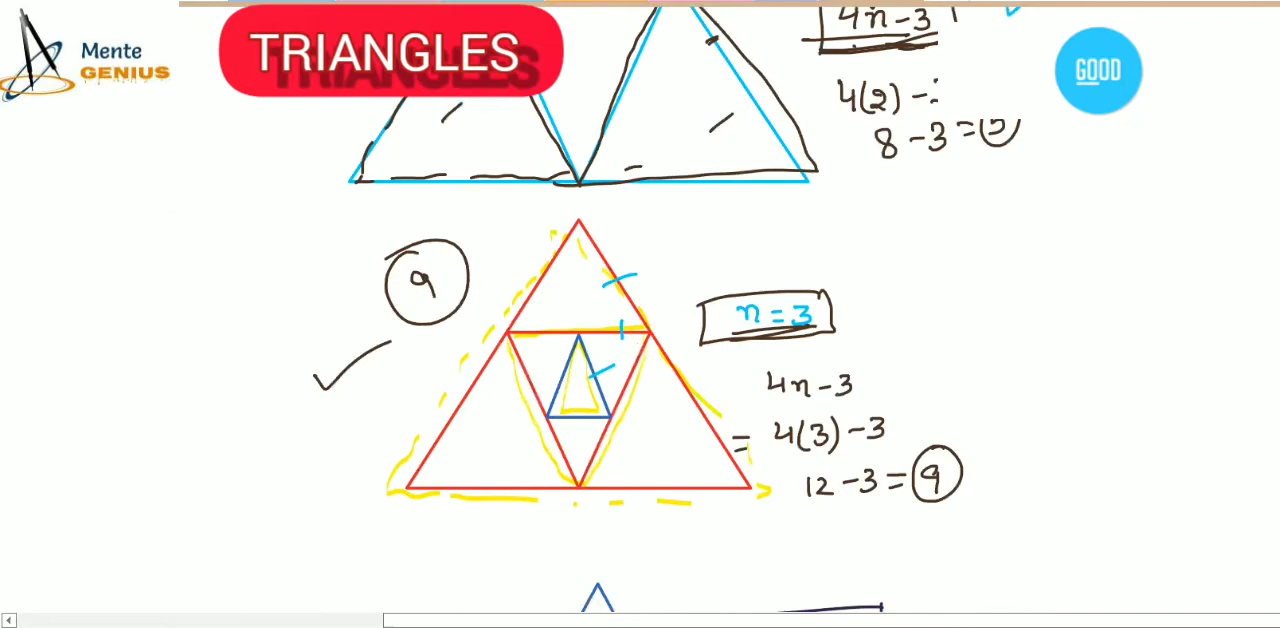 Mente
GENIUS
TRIANGLES
4n-3
GOOD
4(2) -
8 - 3 =
9
n = 3
4n - 3
= 4(3) - 3
12 - 3 = 9